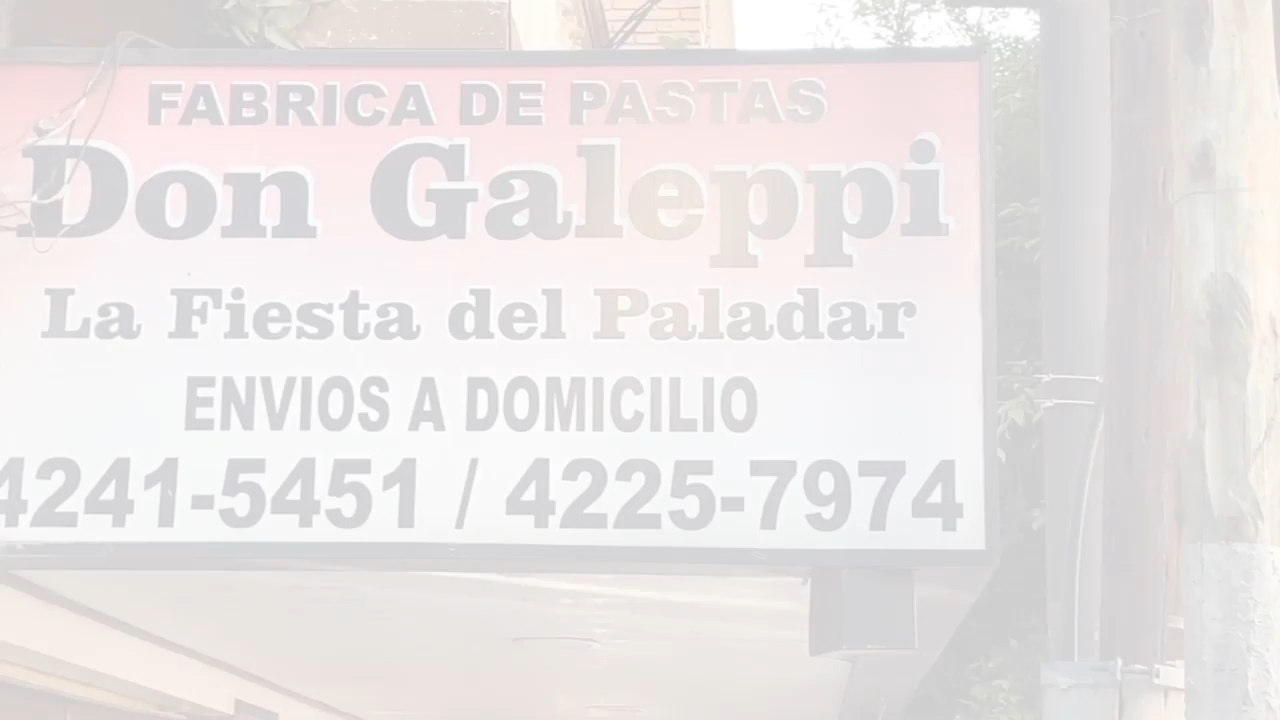 FABRICA DE PASTAS
Don Galeppi
La Fiesta del Paladar
ENVIOS A DOMICILIO
4241-5451 / 4225-7974